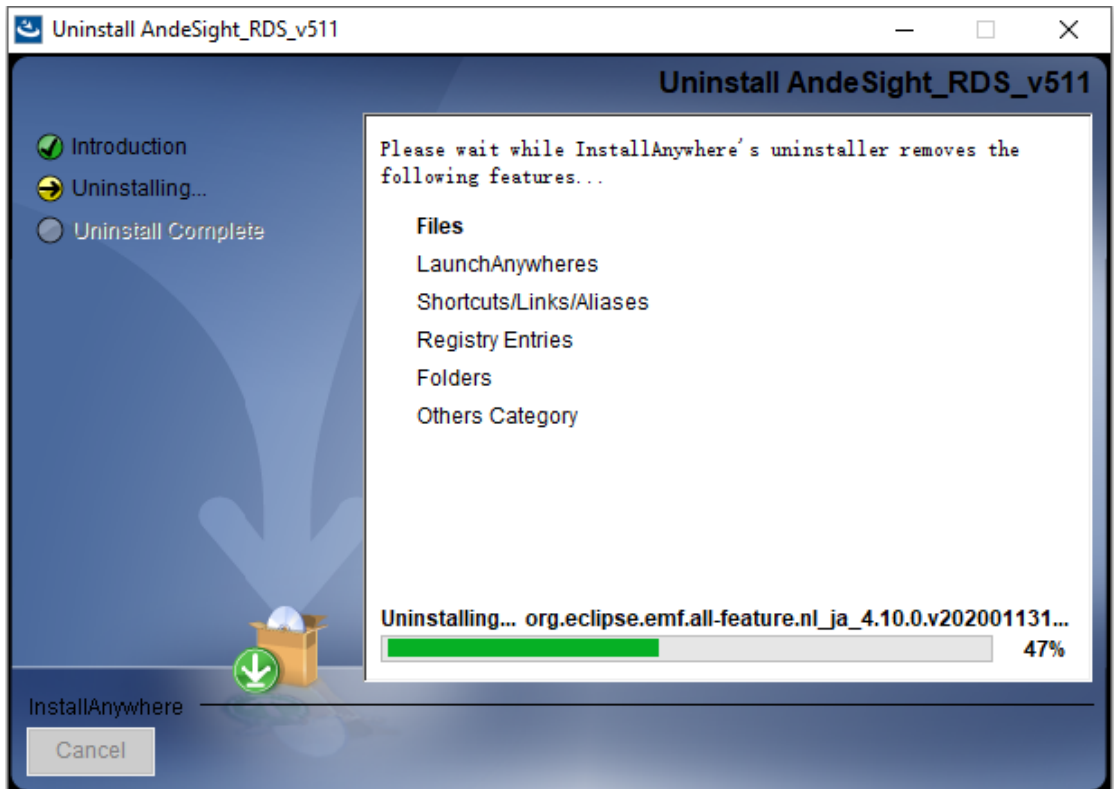 Uninstall AndeSight_RDS_v511
Uninstall AndeSight_RDS_v511
Introduction
Uninstalling...
Uninstall Complete
Please wait while InstallAnywhere's uninstaller removes the
following features...
Files
LaunchAnywheres
Shortcuts/Links/Aliases
Registry Entries
Folders
Others Category
Uninstalling... org.eclipse.emf.all-feature.nl_ja_4.10.0.v202001131...
47%
InstallAnywhere
Cancel